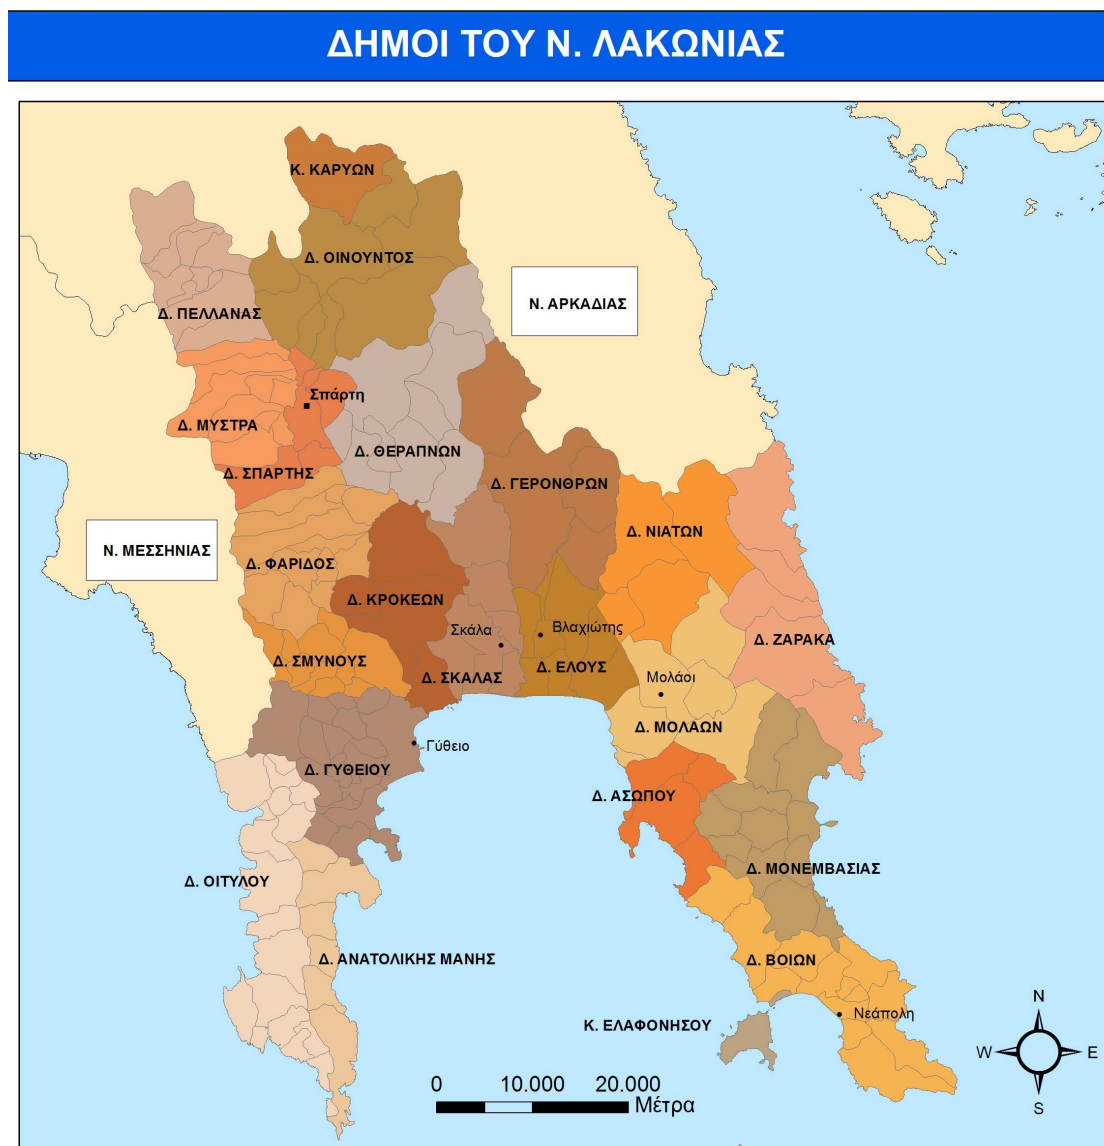 ΔΗΜΟΙ ΤΟΥ Ν. ΛΑΚΩΝΙΑΣ
Κ. ΚΑΡΥΩΝ
Δ. ΟΙΝΟΥΝΤΟΣ
Ν. ΑΡΚΑΔΙΑΣ
Δ. ΠΕΛΛΑΝΑΣ
Σπάρτη
Δ. ΜΥΣΤΡΑ
Δ. ΘΕΡΑΠΝΩΝ
Δ. ΣΠΑΡΤΗΣ
Δ. ΓΕΡΟΝΘΡΩΝ
Δ. ΝΙΑΤΩΝ
Ν. ΜΕΣΣΗΝΙΑΣ
Δ. ΦΑΡΙΔΟΣ
Δ. ΚΡΟΚΕΩΝ
Σκάλα
Βλαχιώτης
Δ. ΖΑΡΑΚΑ
Δ. ΣΜΥΝΟΥΣ
Δ. ΣΚΑΛΑΣ
Δ. ΕΛΟΥΣ
Μολάοι
Δ. ΜΟΛΑΩΝ
Γύθειο
Δ. ΓΥΘΕΙΟΥ
Δ. ΑΣΩΠΟΥ
Δ. ΜΟΝΕΜΒΑΣΙΑΣ
Δ. ΟΙΤΥΛΟΥ
Δ. ΑΝΑΤΟΛΙΚΗΣ ΜΑΝΗΣ
Δ. ΒΟΙΩΝ
Νεάπολη
Κ. ΕΛΑΦΟΝΗΣΟΥ
N
W
E
S
0 10.000 20.000
Μέτρα